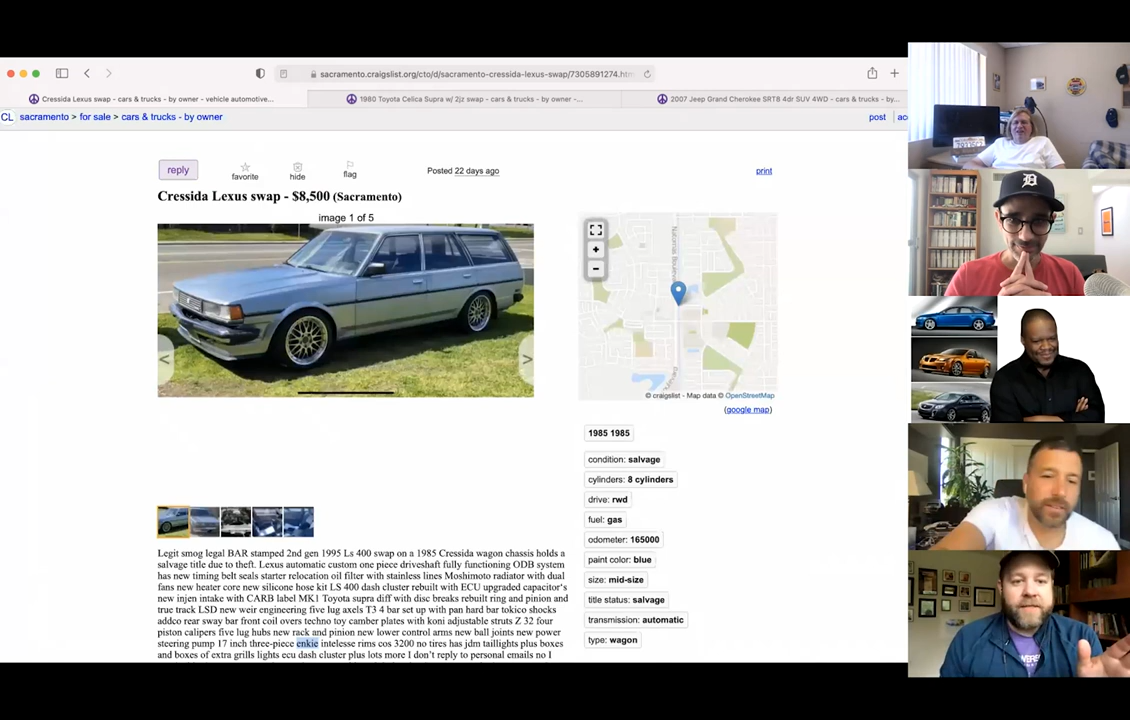 sacramento.craigslist.org/cto/d/sacramento-cressida-lexus-swap/7305891274.htm
Cressida Lexus swap - cars & trucks - by owner - vehicle automotive...
1980 Toyota Celica Supra w/ 2jz swap - cars & trucks - by owner -...
2007 Jeep Grand Cherokee SRT8 4dr SUV 4WD - cars & trucks - by...
CL sacramento > for sale > cars & trucks - by owner
post
acc
reply
favorite
hide
flag
Posted 22 days ago
print
Cressida Lexus swap - $8,500 (Sacramento)
image 1 of 5
<
>
+
−
© craigslist - Map data © OpenStreetMap
(google map)
1985 1985
condition: salvage
cylinders: 8 cylinders
drive: rwd
fuel: gas
odometer: 165000
paint color: blue
size: mid-size
title status: salvage
transmission: automatic
type: wagon
Legit smog legal BAR stamped 2nd gen 1995 Ls 400 swap on a 1985 Cressida wagon chassis holds a
salvage title due to theft. Lexus automatic custom one piece driveshaft fully functioning ODB system
has new timing belt seals starter relocation oil filter with stainless lines Moshimoto radiator with dual
fans new heater core new silicone hose kit LS 400 dash cluster rebuilt with ECU upgraded capacitor's
new injen intake with CARB label MK1 Toyota supra diff with disc breaks rebuilt ring and pinion and
true track LSD new weir engineering five lug axels T3 4 bar set up with pan hard bar tokico shocks
addco rear sway bar front coil overs techno toy camber plates with koni adjustable struts Z 32 four
piston calipers five lug hubs new rack and pinion new lower control arms new ball joints new power
steering pump 17 inch three-piece enkie intelesse rims cos 3200 no tires has jdm taillights plus boxes
and boxes of extra grills lights ecu dash cluster plus lots more I don't reply to personal emails no I